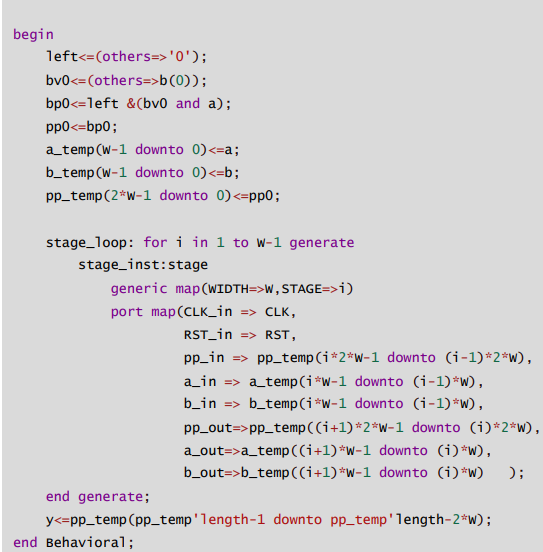 begin
left<=(others=>'0');
bv0<=(others=>b(0));
bp0<=left &(bv0 and a);
pp0<=bp0;
a_temp(W-1 downto 0)<=a;
b_temp(W-1 downto 0)<=b;
pp_temp(2*W-1 downto 0)<=pp0;
stage_loop: for i in 1 to W-1 generate
stage_inst:stage
generic map(WIDTH=>W,STAGE=>i)
port map(CLK_in => CLK,
RST_in => RST,
pp_in => pp_temp(i*2*W-1 downto (i-1)*2*W),
a_in => a_temp(i*W-1 downto (i-1)*W),
b_in => b_temp(i*W-1 downto (i-1)*W),
pp_out=>pp_temp((i+1)*2*W-1 downto (i)*2*W),
a_out=>a_temp((i+1)*W-1 downto (i)*W),
b_out=>b_temp((i+1)*W-1 downto (i)*W) );
end generate;
y<=pp_temp(pp_temp'length-1 downto pp_temp'length-2*W);
end Behavioral;